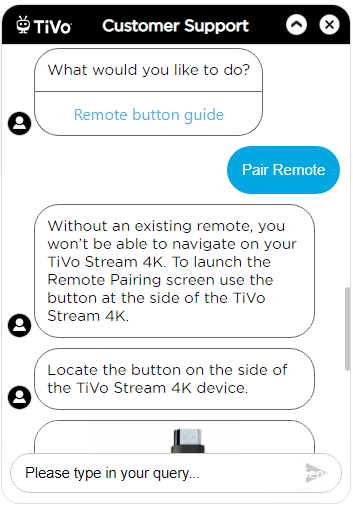 TiVo Customer Support
What would you like to do?
Remote button guide
Pair Remote
Without an existing remote, you
won't be able to navigate on your
TiVo Stream 4K. To launch the
Remote Pairing screen use the
button at the side of the TiVo
Stream 4K.
Locate the button on the side of
the TiVo Stream 4K device.
Please type in your query...